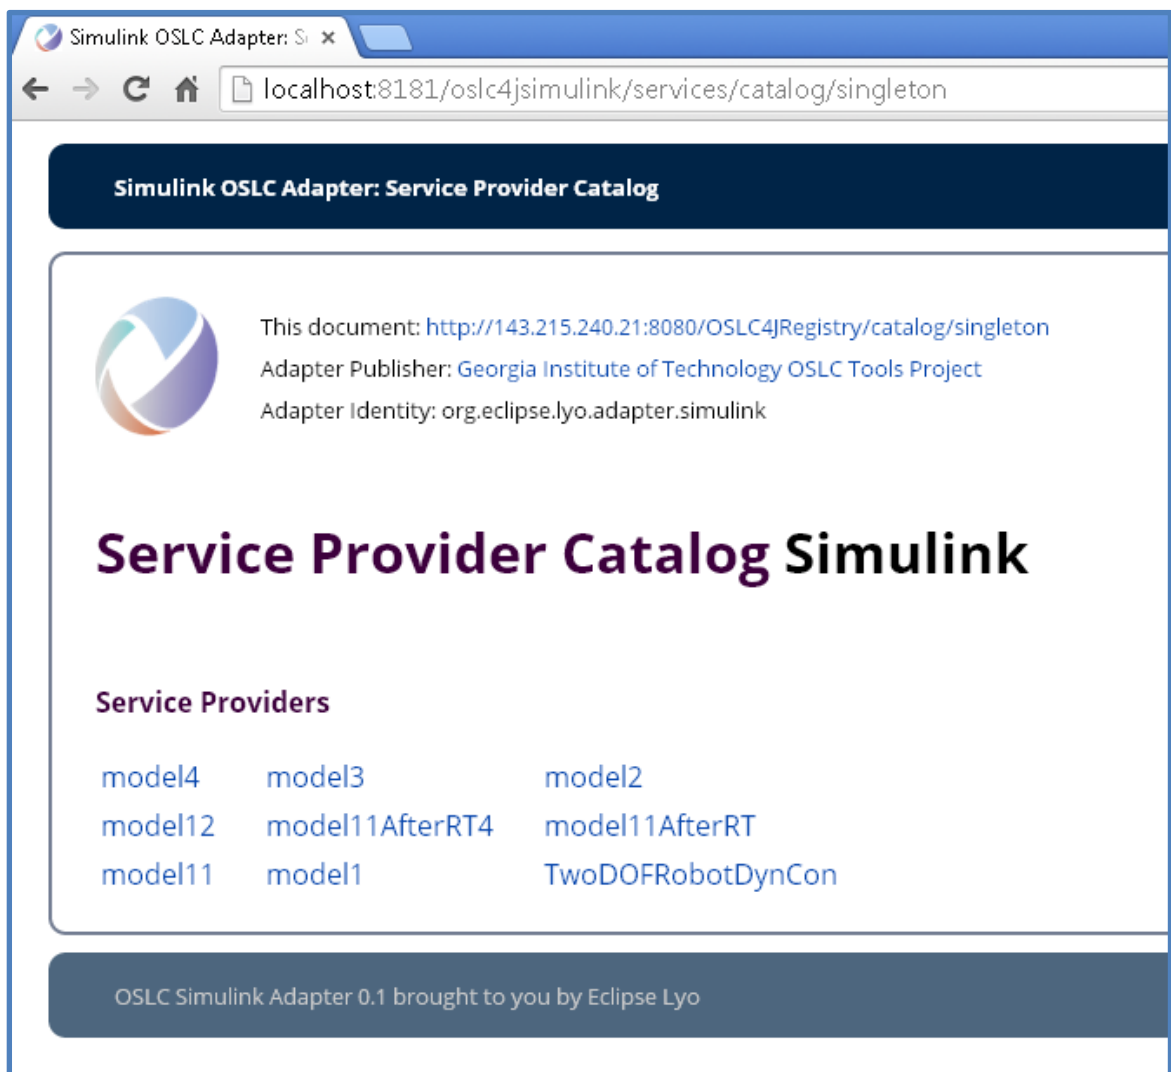 Simulink OSLC Adapter: S
localhost:8181/oslc4jsimulink/services/catalog/singleton
Simulink OSLC Adapter: Service Provider Catalog
This document: http://143.215.240.21:8080/OSLC4JRegistry/catalog/singleton
Adapter Publisher: Georgia Institute of Technology OSLC Tools Project
Adapter Identity: org.eclipse.lyo.adapter.simulink
Service Provider Catalog Simulink
Service Providers
model4 model3 model2
model12 model11AfterRT4 model11AfterRT
model11 model1 TwoDOFRobotDynCon
OSLC Simulink Adapter 0.1 brought to you by Eclipse Lyo